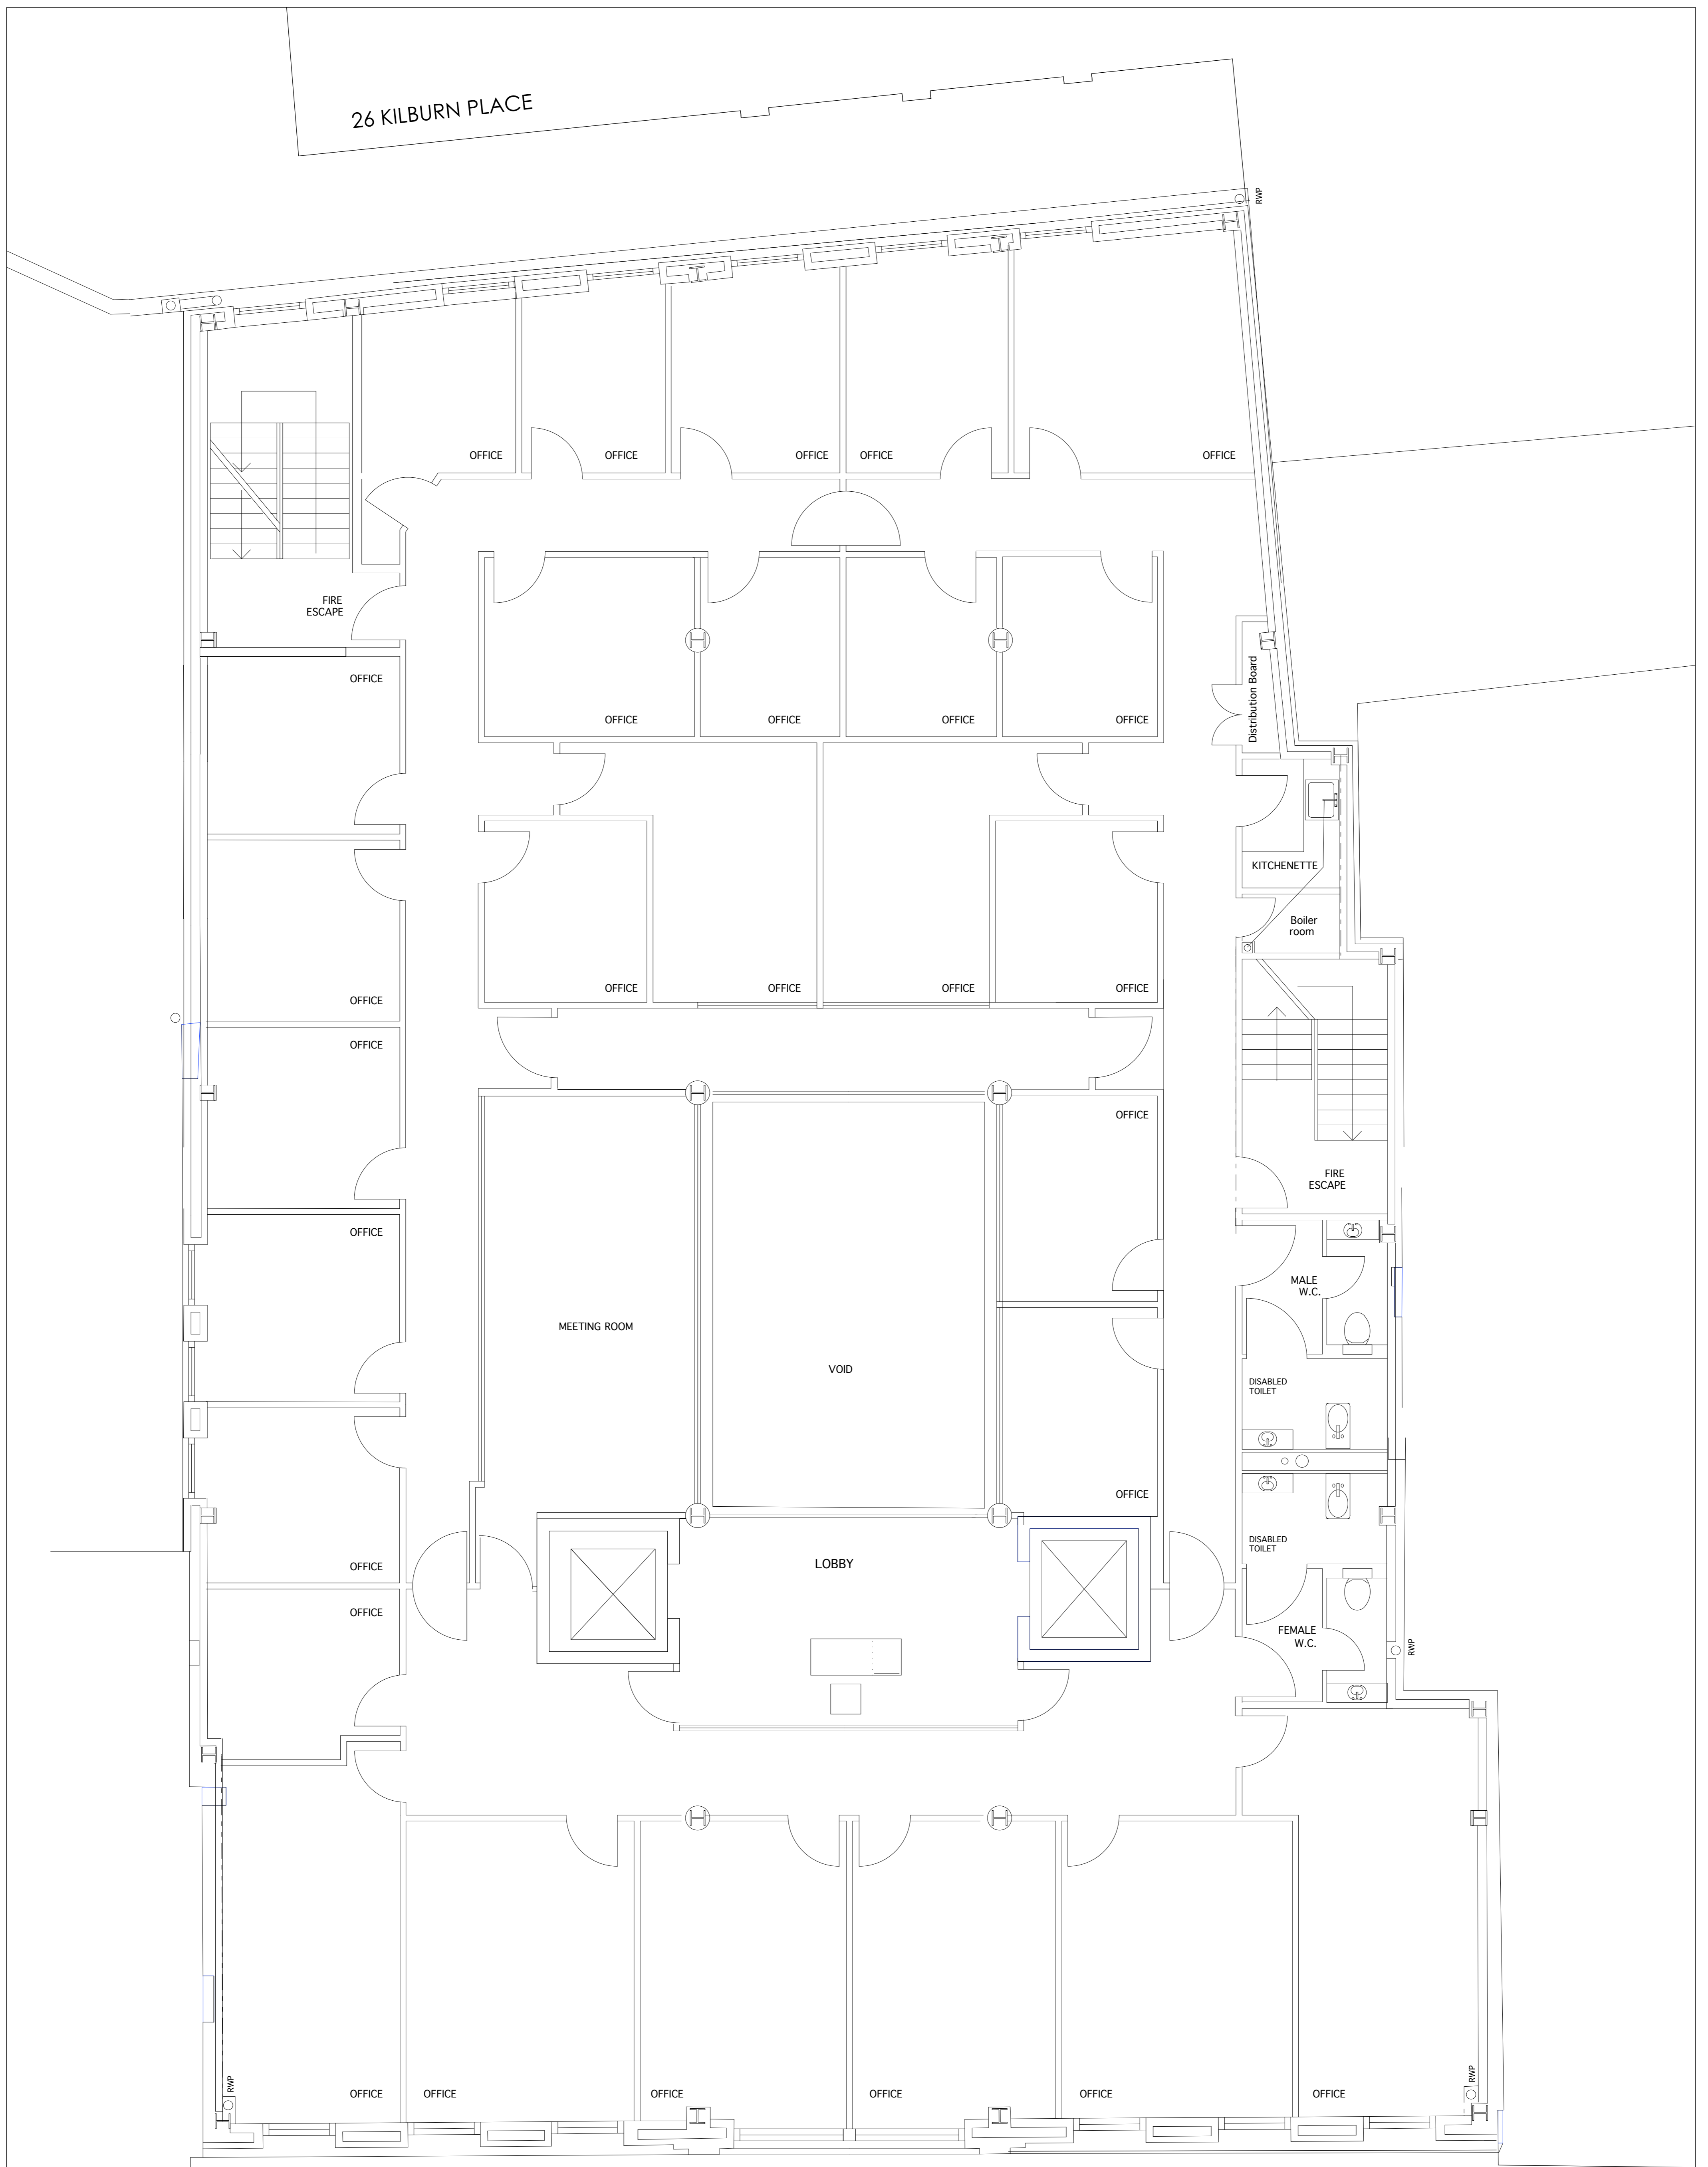 26 KILBURN PLACE
RWP
OFFICE
OFFICE
OFFICE
OFFICE
OFFICE
FIRE
ESCAPE
OFFICE
Distribution Board
OFFICE
OFFICE
OFFICE
OFFICE
KITCHENETTE
Boiler
room
OFFICE
OFFICE
OFFICE
OFFICE
OFFICE
OFFICE
OFFICE
FIRE
ESCAPE
OFFICE
MALE
W.C.
MEETING ROOM
VOID
DISABLED
TOILET
OFFICE
DISABLED
TOILET
LOBBY
OFFICE
OFFICE
FEMALE
W.C.
RWP
RWP
OFFICE
OFFICE
OFFICE
OFFICE
OFFICE
OFFICE
RWP